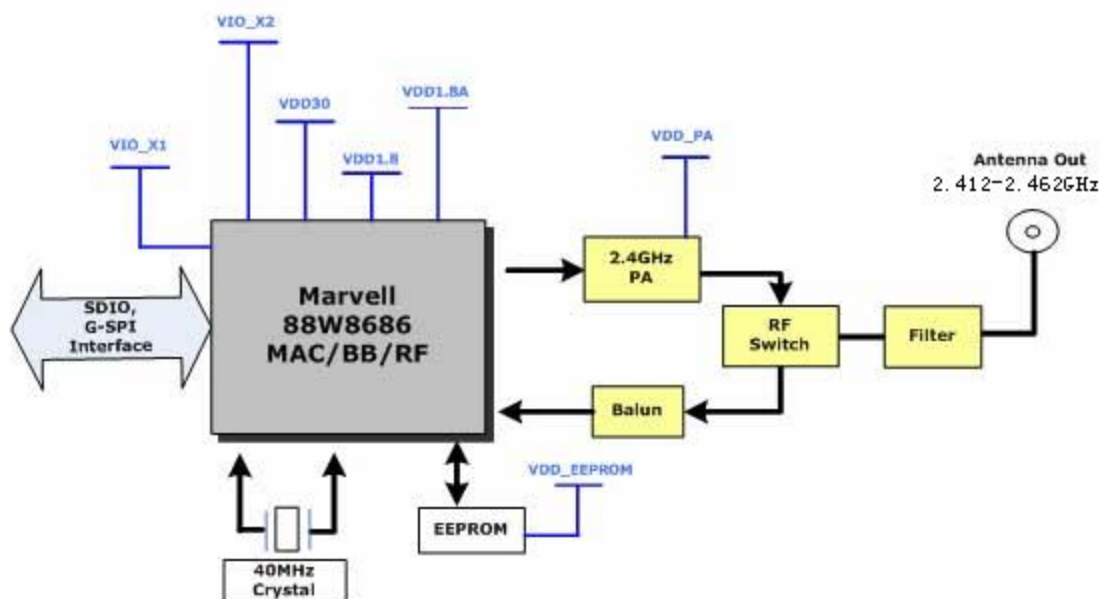 VIO_X2
VDD1.8A
VDD30
VDD_PA
VIO_X1
VDD1.8
Antenna Out
2.412-2.462GHz
2.4GHz
PA
Marvell
88W8686
MAC/BB/RF
SDIO,
G-SPI
Interface
RF
Switch
Filter
Balun
VDD_EEPROM
EEPROM
40MHz
Crystal